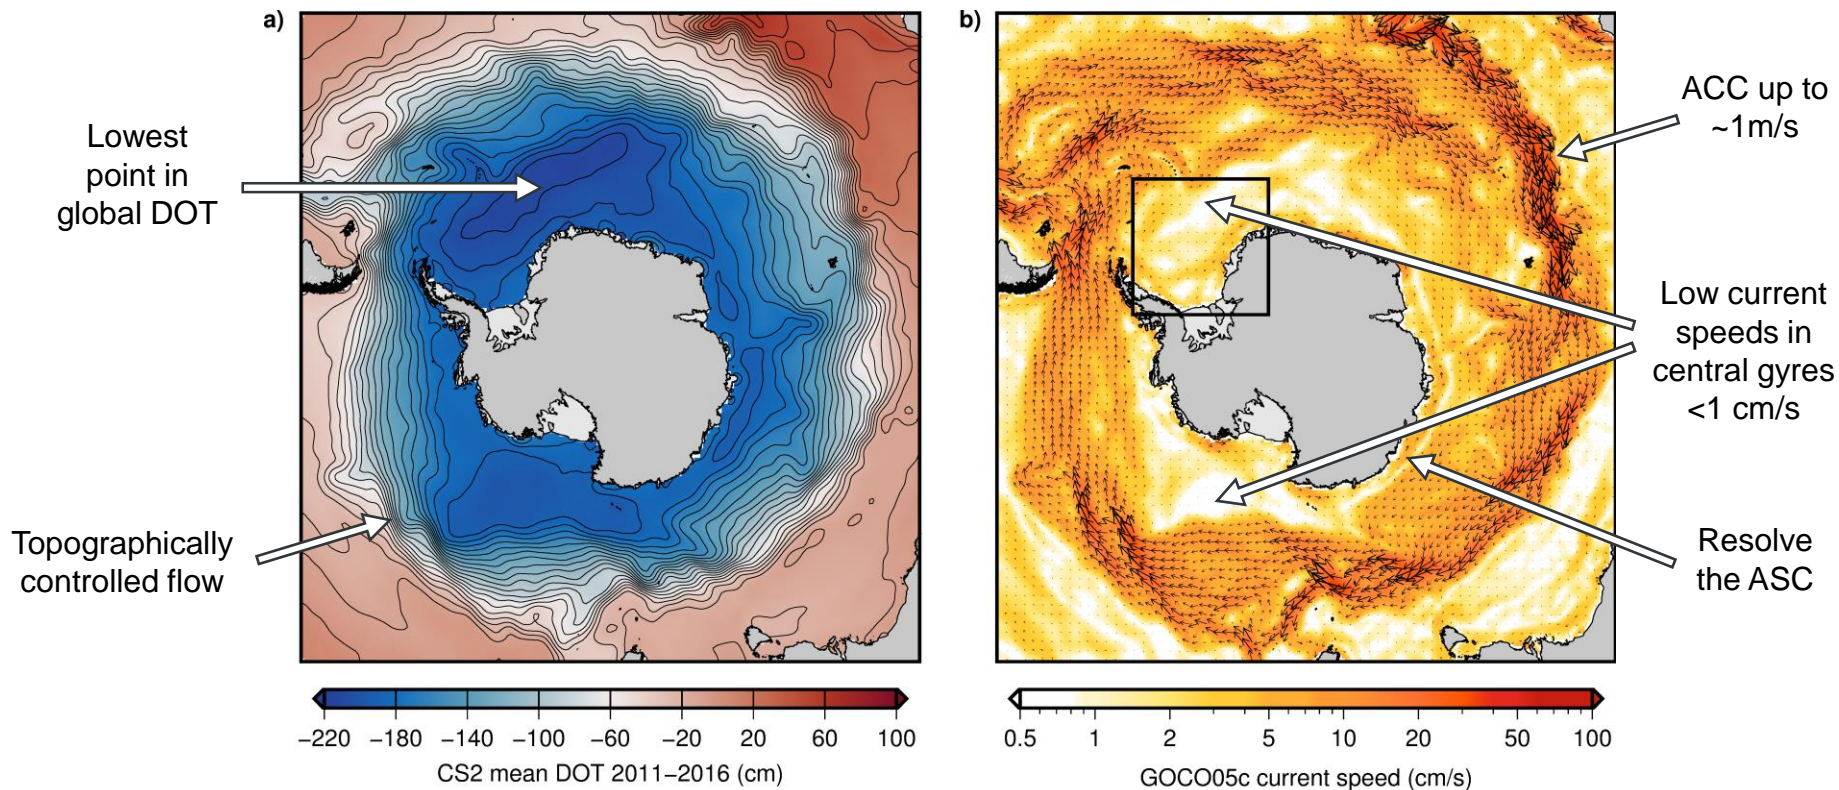 a)
b)
Lowest
point in
global DOT
Topographically
controlled flow
ACC up to
~1m/s
Low current
speeds in
central gyres
<1 cm/s
Resolve
the ASC
−220 −180 −140 −100 −60 −20 20 60 100
CS2 mean DOT 2011−2016 (cm)
0.5 1 2 5 10 20 50 100
GOCO05c current speed (cm/s)